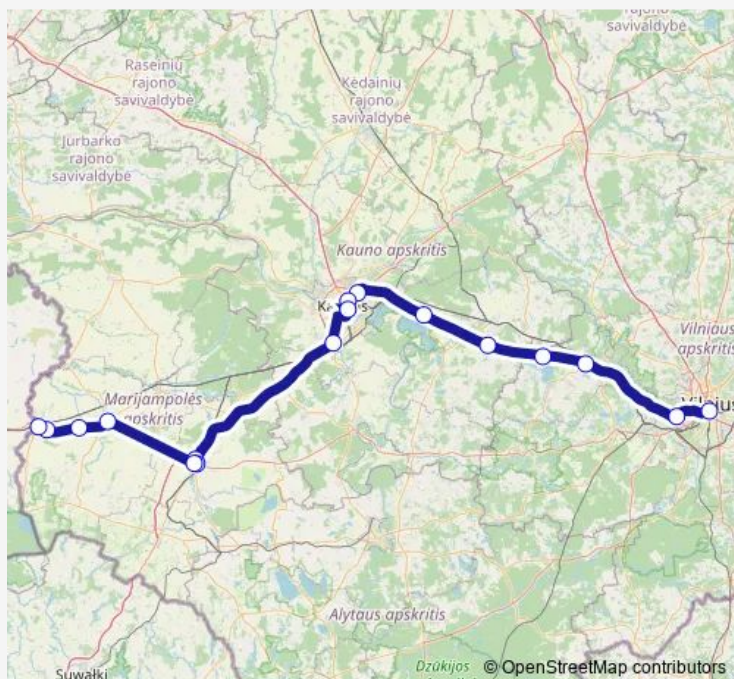 rajono
savivaldybė
Raseinių
rajono
savivaldybė
Kėdainių
rajono
savivaldybė
Jurbarko
rajono
savivaldybė
Kauno apskritis
Vilniaus
apskritis
Marijampolės
apskritis
Alytaus apskritis
Suwałki
Dzūkijos
© OpenStreetMap contributors